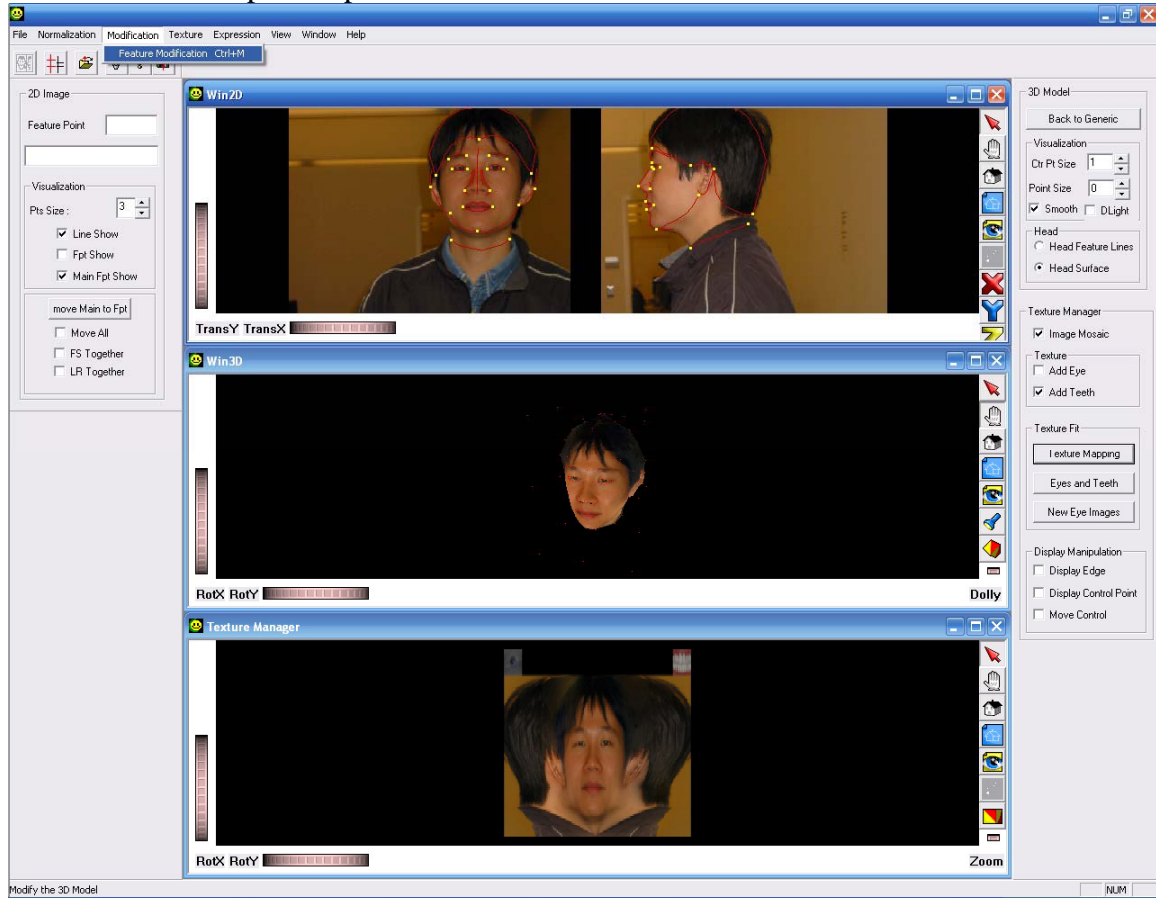 File Normalization Modification Texture Expression View Window Help
Feature Modification Ctrl+M
2D Image
Feature Point
Visualization
Pts Size : 3
Line Show
Fpt Show
Main Fpt Show
move Main to Fpt
Move All
FS Together
LR Together
Win2D
TransY TransX
Win3D
RotX RotY
Dolly
Texture Manager
RotX RotY
Zoom
3D Model
Back to Generic
Visualization
Ctr Pt Size 1
Point Size 0
Smooth DLight
Head
Head Feature Lines
Head Surface
Texture Manager
Image Mosaic
Texture
Add Eye
Add Teeth
Texture Fit
Texture Mapping
Eyes and Teeth
New Eye Images
Display Manipulation
Display Edge
Display Control Point
Move Control
Modify the 3D Model
NUM